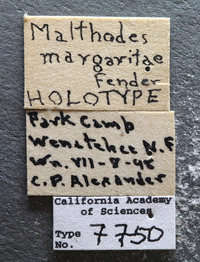 Malthodes
margaritae
Fender
HOLOTYPE
Park Camp
Wenatchee N.F
Wn. VII-8-48
C.P. Alexander
California Academy
of Sciences
Type
No. 7750